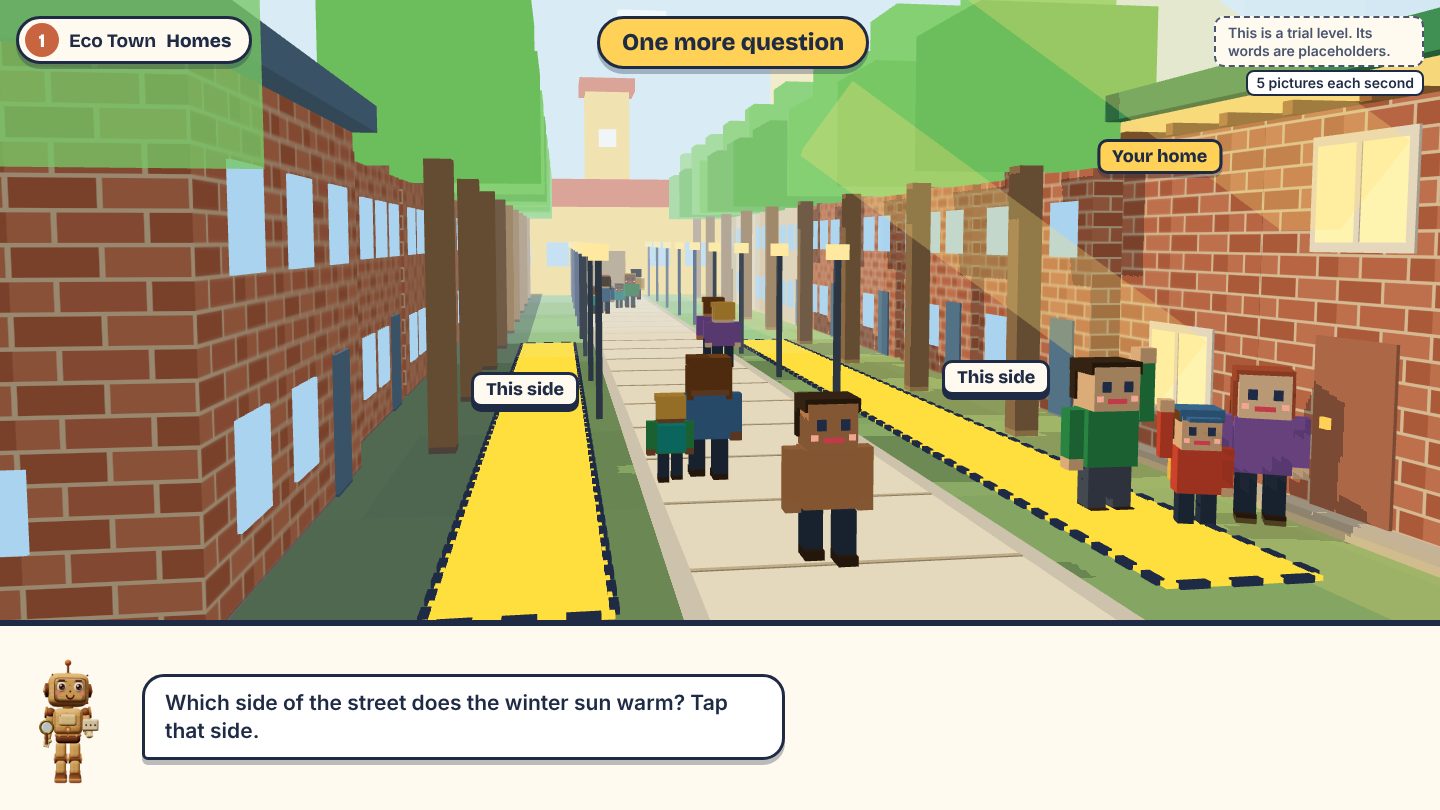 1 Eco Town Homes
One more question
This is a trial level. Its
words are placeholders.
5 pictures each second
Your home
This side
This side
Which side of the street does the winter sun warm? Tap
that side.